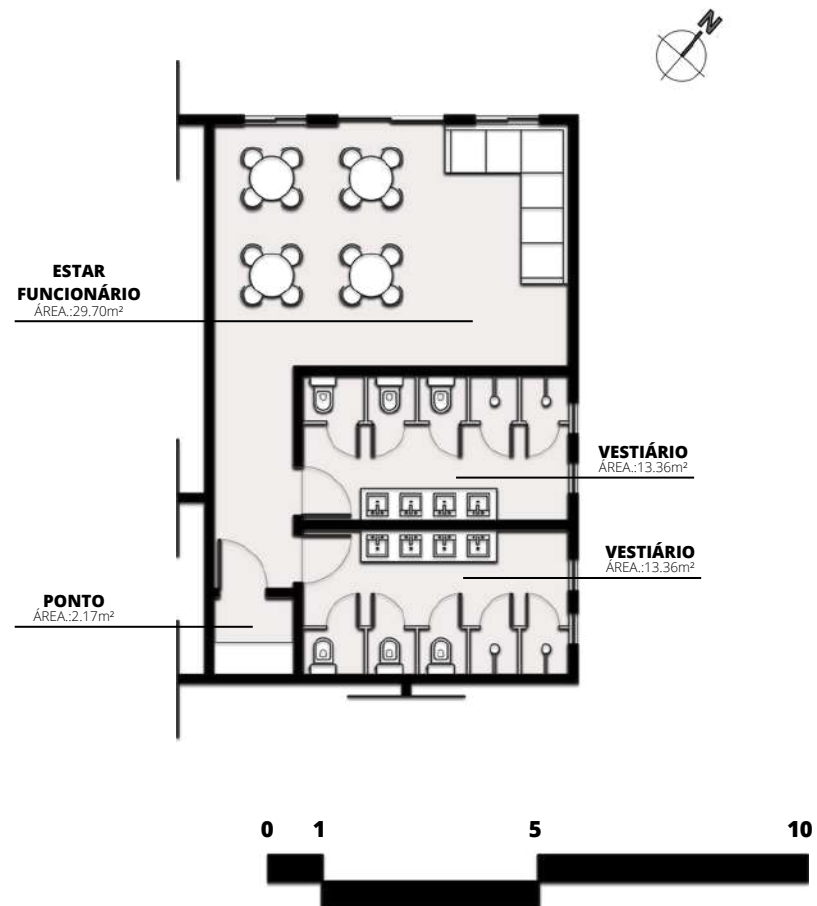 N
ESTAR
FUNCIONÁRIO
ÁREA.:29.70m²
VESTIÁRIO
ÁREA.:13.36m²
VESTIÁRIO
ÁREA.:13.36m²
PONTO
ÁREA.:2.17m²
0 1 5 10